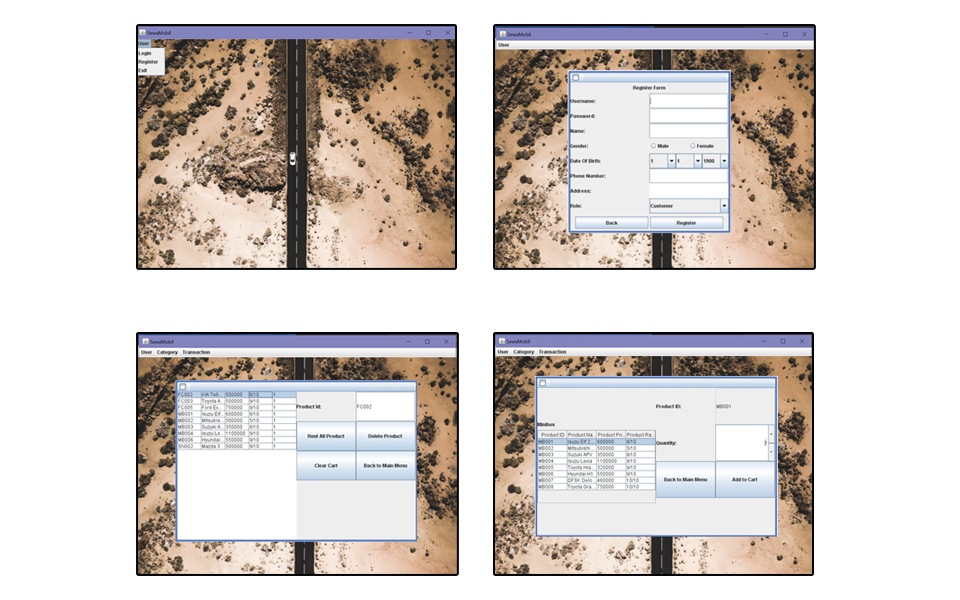 SewaMobil
User
Login
Register
Exit
SewaMobil
User
Register Form
Username:
Password:
Name:
Gender: Male Female
Date Of Birth: 1 1 1900
Phone Number:
Address:
Role: Customer
Back Register
SewaMobil
User Category Transaction
FC002 KIA Tell... 500000 8/10 1
FC003 Toyota A... 500000 9/10 1
FC005 Ford Ex... 750000 9/10 1
MB001 Isuzu Elf... 600000 9/10 1
MB002 Mitsubis... 500000 5/10 1
MB003 Suzuki A... 350000 8/10 1
MB004 Isuzu Le... 1100000 9/10 1
MB006 Hyundai... 550000 9/10 1
SN002 Mazda 3 500000 9/10 1
Product Id: FC002
Rent All Product Delete Product
Clear Cart Back to Main Menu
SewaMobil
User Category Transaction
Product ID: MB001
Minibus
Product ID Product Na... Product Pri... Product Ra...
MB001 Isuzu Elf 2... 600000 9/10
MB002 Mitsubishi... 500000 5/10
MB003 Suzuki APV 350000 8/10
MB004 Isuzu Lexia 1100000 9/10
MB005 Toyota Hia... 320000 9/10
MB006 Hyundai H1 550000 9/10
MB007 DFSK Gelo... 460000 10/10
MB008 Toyota Gra... 750000 10/10
Quantity:
Back to Main Menu Add to Cart